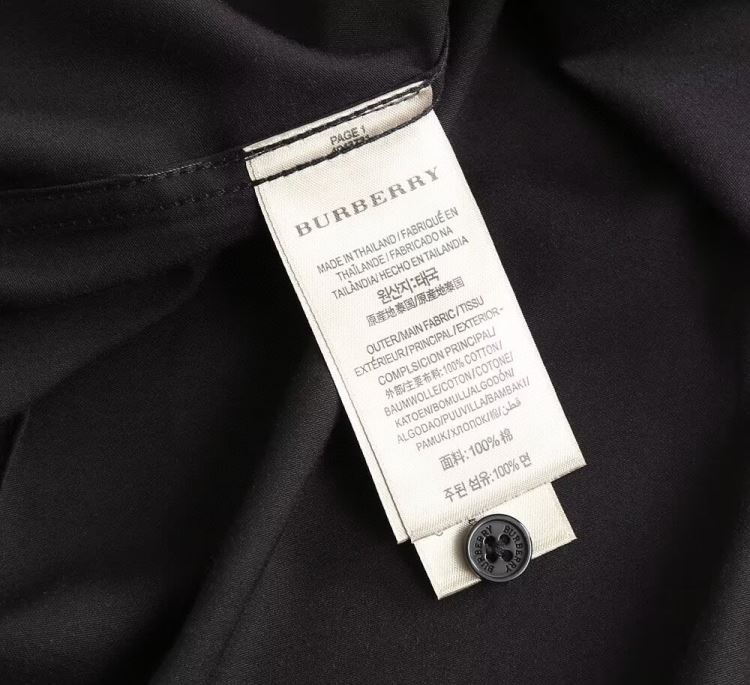 PAGE 1
BURBERRY
MADE IN THAILAND / FABRIQUÉ EN
THAÏLANDE / FABRICADO NA
TAILÂNDIA/ HECHO EN TAILANDIA
원산지:태국
原産地泰国/原產地泰国
OUTER/MAIN FABRIC/TISSU
EXTÉRIEUR/PRINCIPAL/EXTERIOR-
COMPLSICION PRINCIPAL/
外部/主要布料:100% COTTON/
BAUMWOLLE/COTON/COTONE/
KATOEN/BOMULL/ALGODÓN/
ALGODAO/PUUVILLA/BAMBAKI/
PAMUK/ХЛОПОК/棉/قطن/
面料:100% 棉
주된 섬유:100% 면
BURBERRY
BURBERRY